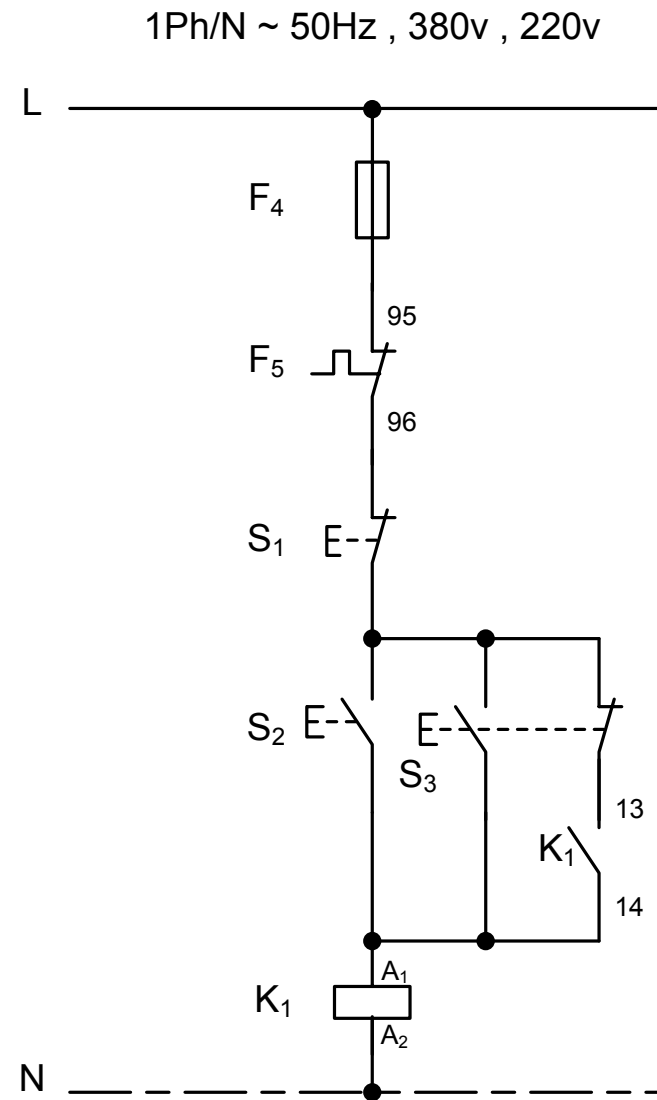 1Ph/N ~ 50Hz , 380v , 220v
L
F₄
95
F₅
96
S₁
S₂
S₃
13
K₁
14
A₁
K₁
A₂
N